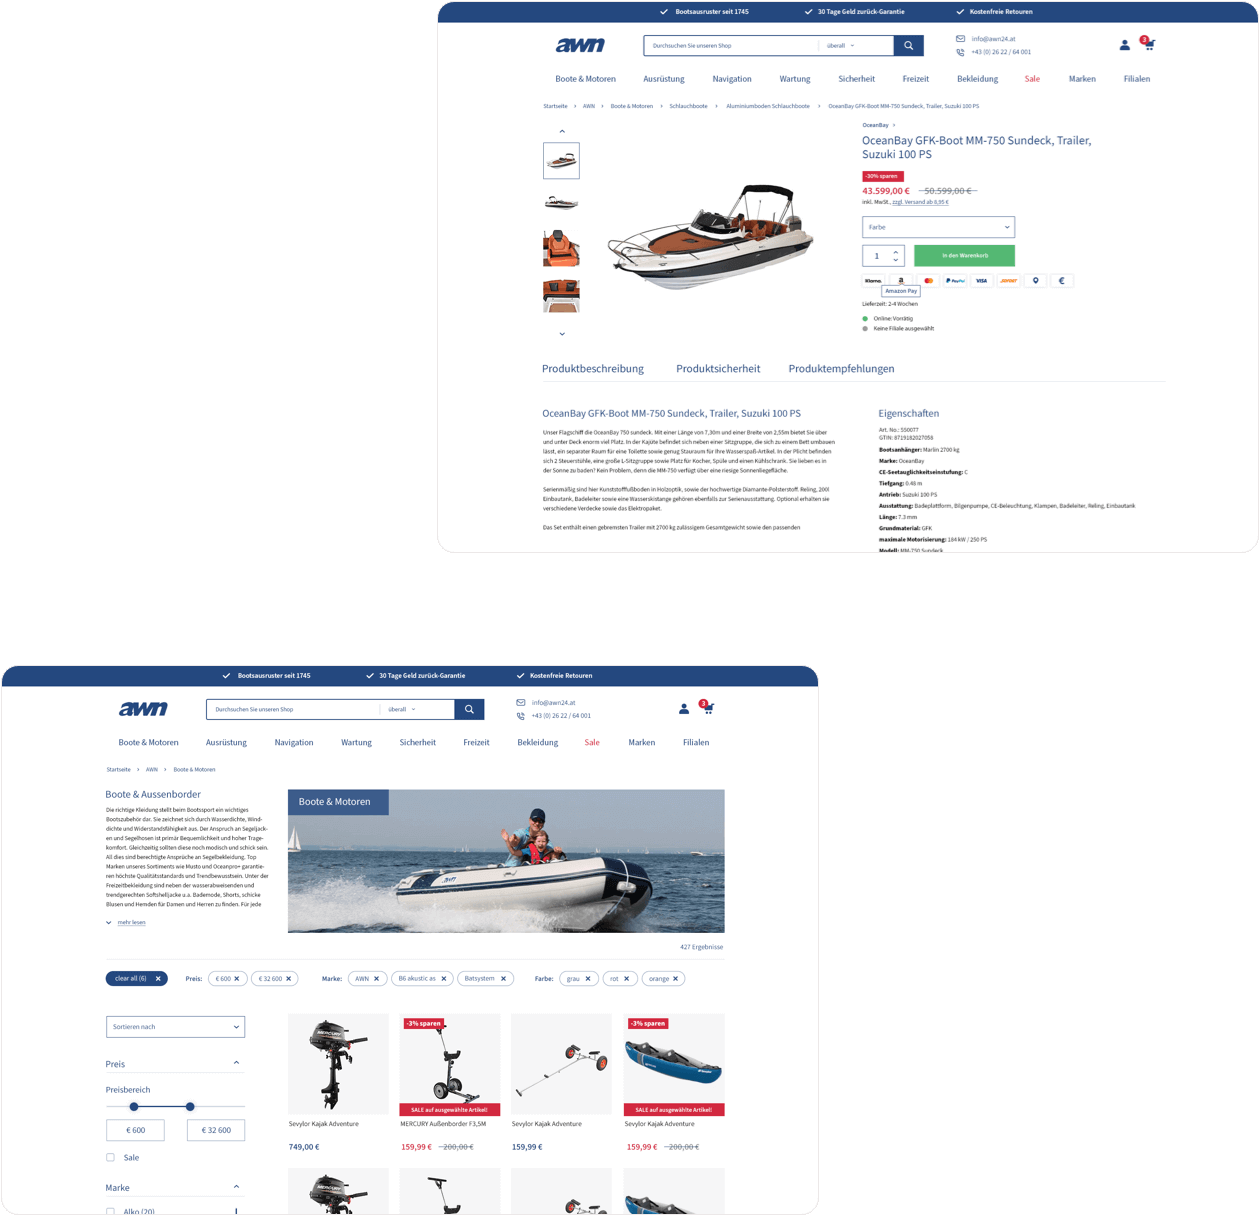 Bootsausruster seit 1745
30 Tage Geld zurück-Garantie
Kostenfreie Retouren
awn
Durchsuchen Sie unseren Shop
überall
info@awn24.at
+43 (0) 26 22 / 64 001
3
Boote & Motoren
Ausrüstung
Navigation
Wartung
Sicherheit
Freizeit
Bekleidung
Sale
Marken
Filialen
Startseite > AWN > Boote & Motoren > Schlauchboote > Aluminiumboden Schlauchboote > OceanBay GFK-Boot MM-750 Sundeck, Trailer, Suzuki 100 PS
OceanBay >
OceanBay GFK-Boot MM-750 Sundeck, Trailer,
Suzuki 100 PS
-30% sparen
43.599,00 € 50.599,00 €
inkl. MwSt., zzgl. Versand ab 6,95 €
Farbe
1
In den Warenkorb
Klarna.
a
PayPal
VISA
€
Amazon Pay
Lieferzeit: 2-4 Wochen
Online: Vorrätig
Keine Filiale ausgewählt
Produktbeschreibung
Produktsicherheit
Produktempfehlungen
OceanBay GFK-Boot MM-750 Sundeck, Trailer, Suzuki 100 PS
Unser Flagschiff die OceanBay 750 sundeck. Mit einer Länge von 7,30m und einer Breite von 2,55m bietet Sie über
und unter Deck enorm viel Platz. In der Kajüte befindet sich neben einer Sitzgruppe, die sich zu einem Bett umbauen
lässt, ein separater Raum für eine Toilette sowie genug Stauraum für Ihre Wasserspaß-Artikel. In der Plicht befinden
sich 2 Steuerstühle, eine große L-Sitzgruppe sowie Platz für Kocher, Spüle und einen Kühlschrank. Sie lieben es in
der Sonne zu baden? Kein Problem, denn die MM-750 verfügt über eine riesige Sonnenliegefläche.
Serienmäßig sind hier Kunststofffußboden in Holzoptik, sowie der hochwertige Diamante-Polsterstoff. Reling, 200l
Einbautank, Badeleiter sowie eine Wasserskistange gehören ebenfalls zur Serienausstattung. Optional erhalten sie
verschiedene Verdecke sowie das Elektropaket.
Das Set enthält einen gebremsten Trailer mit 2700 kg zulässigem Gesamtgewicht sowie den passenden
Eigenschaften
Art. No.: 5500T7
GTIN: 8719182027056
Bootsanhänger: Marlin 2700 kg
Marke: OceanBay
CE-Seetauglichkeitseinstufung: C
Tiefgang: 0.48 m
Antrieb: Suzuki 100 PS
Ausstattung: Badeplattform, Bilgenpumpe, CE-Beleuchtung, Klampen, Badeleiter, Reling, Einbautank
Länge: 7.3 mm
Grundmaterial: GFK
maximale Motorisierung: 184 kW / 250 PS
Modell: MM-750 Sundeck
Bootsausruster seit 1745
30 Tage Geld zurück-Garantie
Kostenfreie Retouren
awn
Durchsuchen Sie unseren Shop
überall
info@awn24.at
+43 (0) 26 22 / 64 001
3
Boote & Motoren
Ausrüstung
Navigation
Wartung
Sicherheit
Freizeit
Bekleidung
Sale
Marken
Filialen
Startseite > AWN > Boote & Motoren
Boote & Aussenborder
Die richtige Kleidung stellt beim Bootssport ein wichtiges
Bootszubehör dar. Sie zeichnet sich durch Wasserdichte, Wind-
dichte und Widerstandsfähigkeit aus. Der Anspruch an Segeljack-
en und Segelhosen ist primär Bequemlichkeit und hoher Trage-
komfort. Gleichzeitig sollten diese noch modisch und schick sein.
All dies sind berechtigte Ansprüche an Segelbekleidung. Top
Marken unseres Sortiments wie Musto und Oceanpro+ garantie-
ren höchste Qualitätsstandards und Trendbewusstsein. Unter der
Freizeitbekleidung sind neben der wasserabweisenden und
trendgerechten Softshelljacke u.a. Bademode, Shorts, schicke
Blusen und Hemden für Damen und Herren zu finden. Für jede
mehr lesen
Boote & Motoren
awn
427 Ergebnisse
clear all (6)
Preis:
€ 600
€ 32 600
Marke:
AWN
B6 akustic as
Batsystem
Farbe:
grau
rot
orange
Sortieren nach
Preis
Preisbereich
€ 600
€ 32 600
Sale
Marke
Alko (20)
-3% sparen
-3% sparen
MERCURY
SALE auf ausgewählte Artikel!
SALE auf ausgewählte Artikel!
Sevylor Kajak Adventure
MERCURY Außenborder F3,5M
Sevylor Kajak Adventure
Sevylor Kajak Adventure
749,00 €
159,99 € 200,00 €
159,99 €
159,99 € 200,00 €
MERCURY